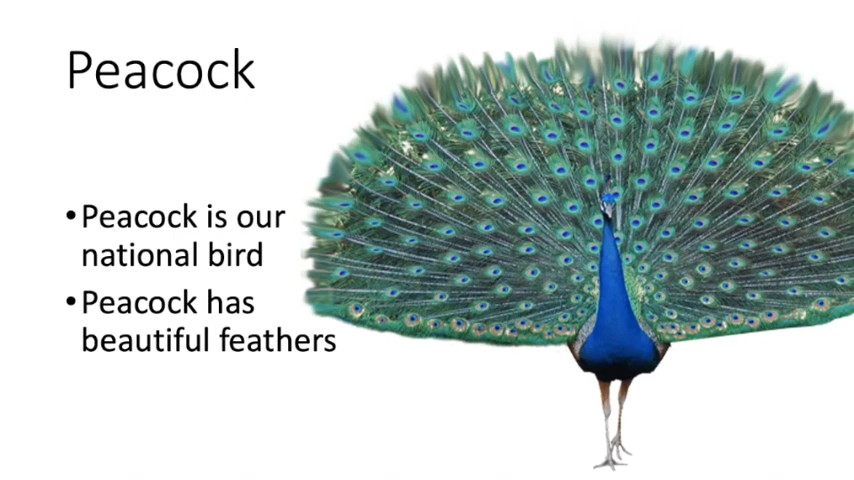 Peacock
•Peacock is our
national bird
•Peacock has
beautiful feathers